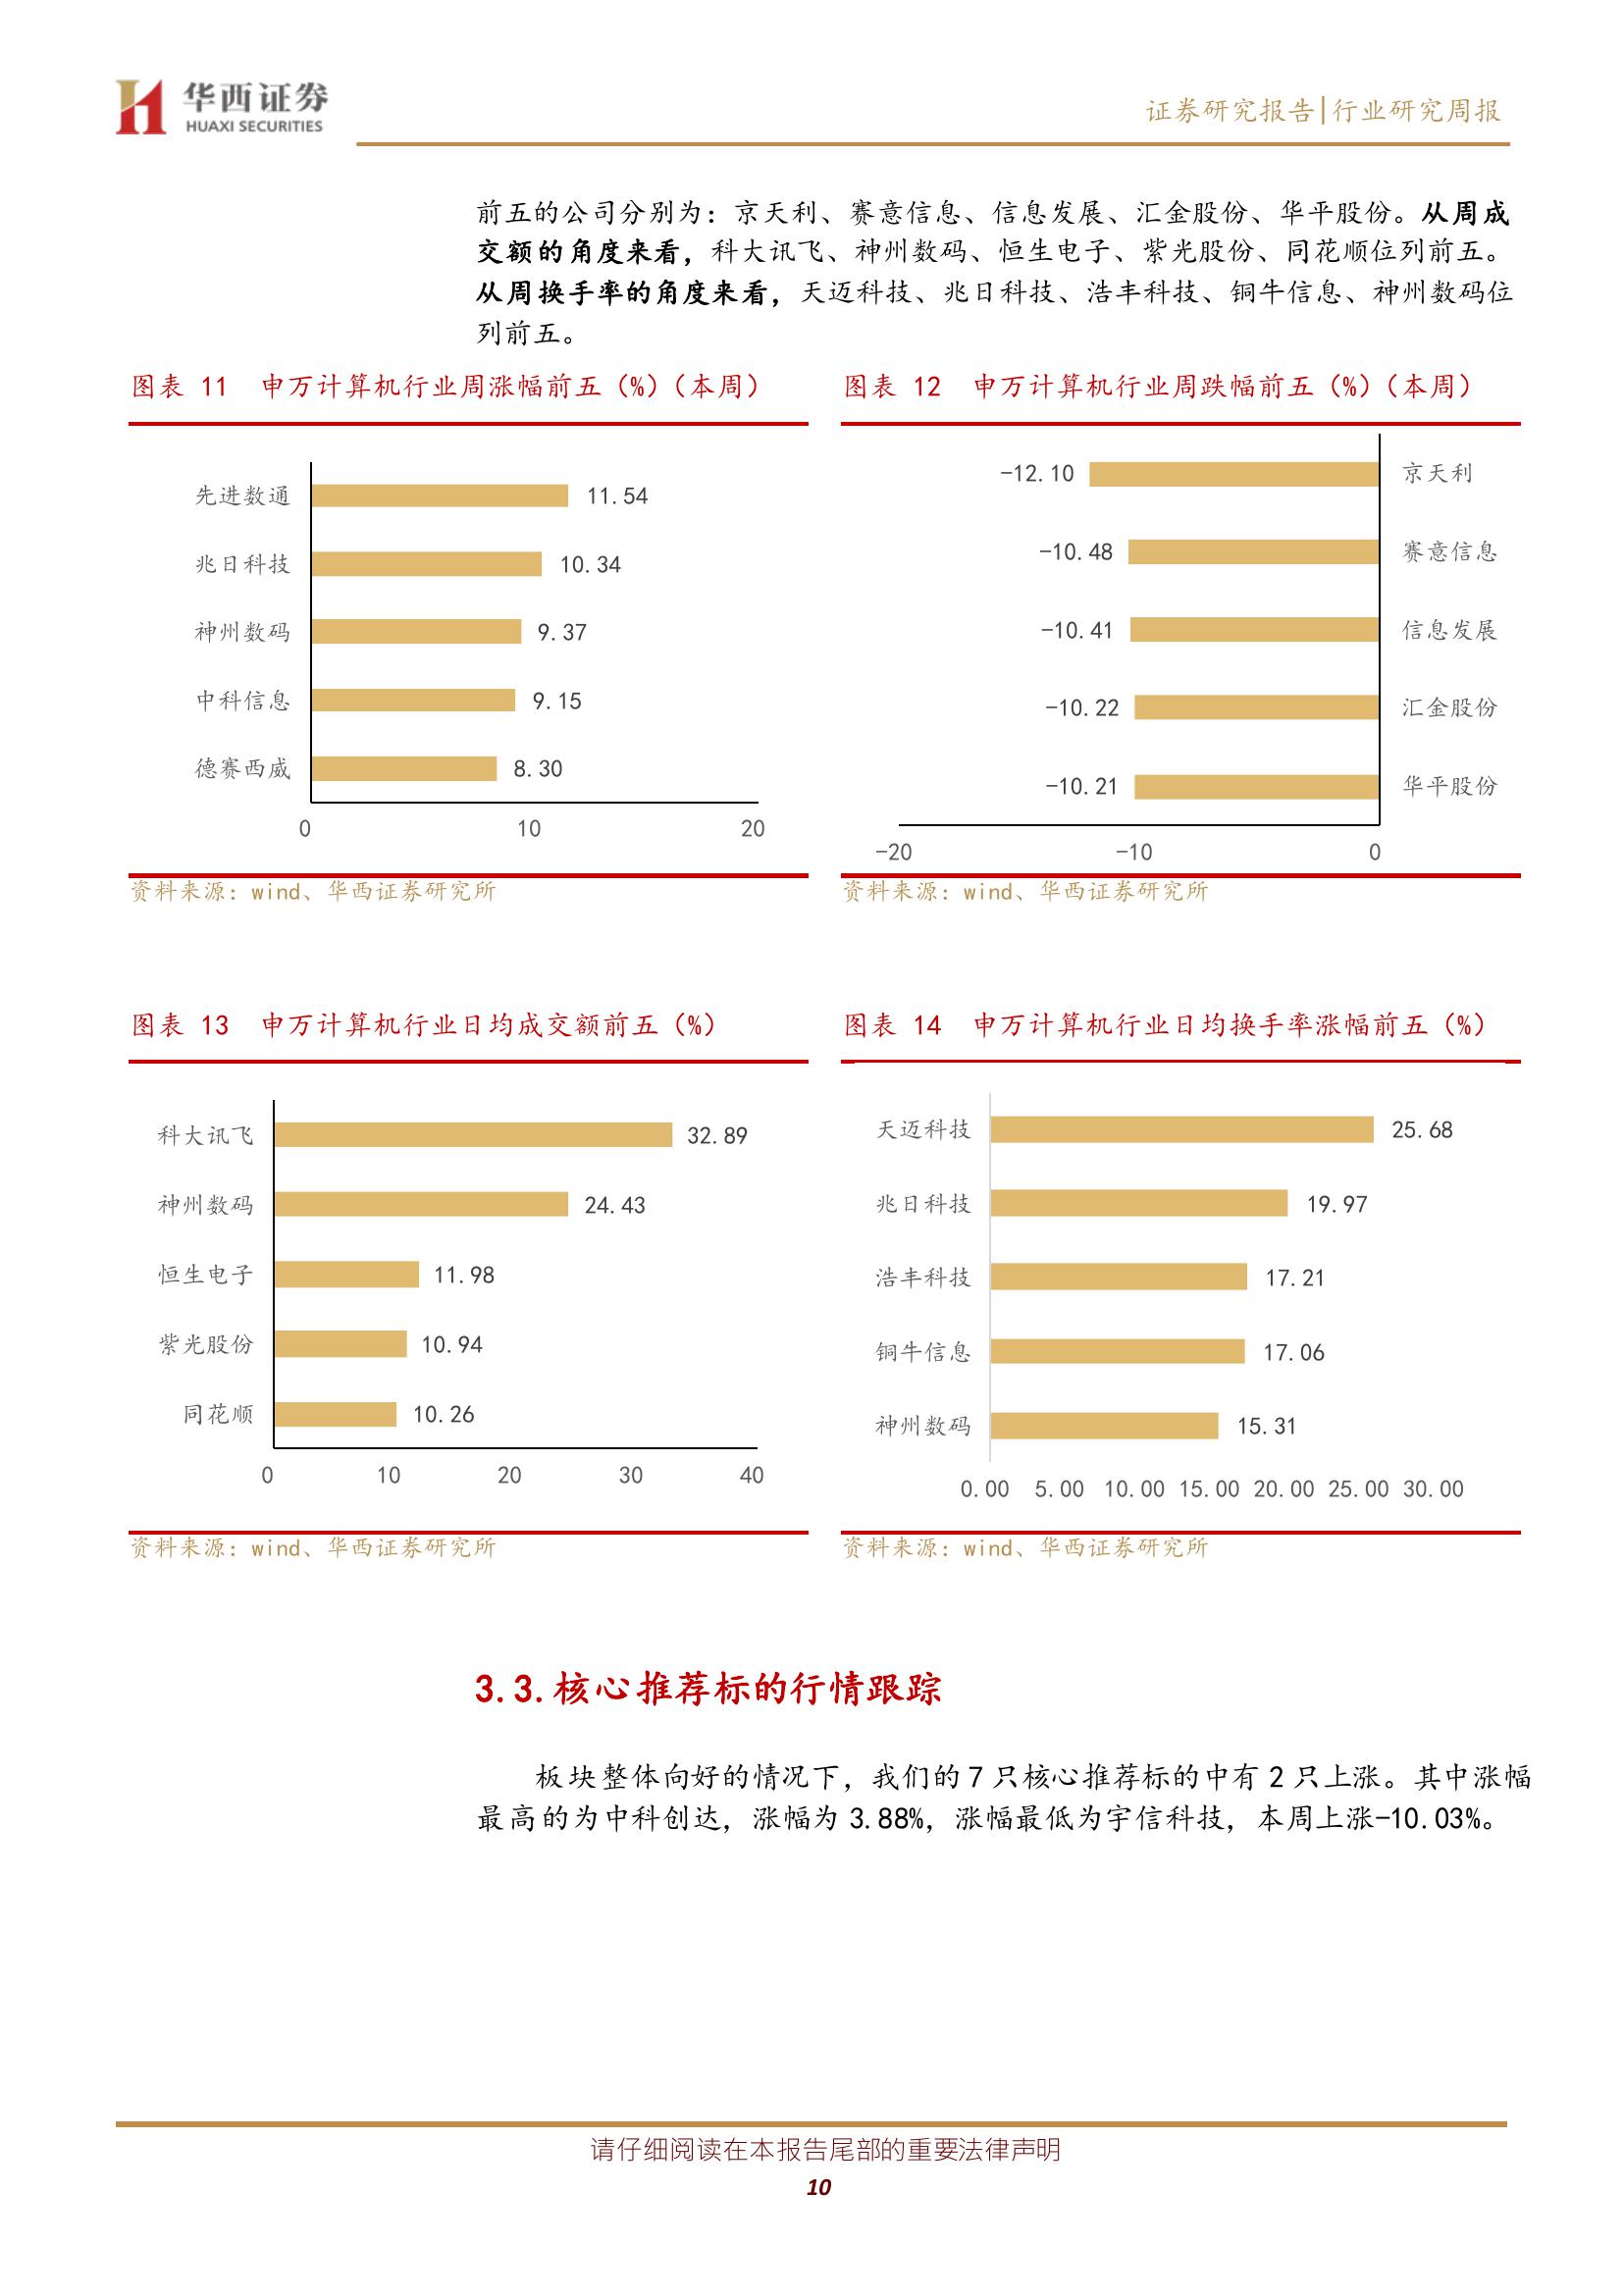 华西证券
HUAXI SECURITIES
证券研究报告|行业研究周报
前五的公司分别为：京天利、赛意信息、信息发展、汇金股份、华平股份。从周成
交额的角度来看，科大讯飞、神州数码、恒生电子、紫光股份、同花顺位列前五。
从周换手率的角度来看，天迈科技、兆日科技、浩丰科技、铜牛信息、神州数码位
列前五。
图表 11 申万计算机行业周涨幅前五（%）（本周）
先进数通 11.54
兆日科技 10.34
神州数码 9.37
中科信息 9.15
德赛西威 8.30
0 10 20
资料来源：wind、华西证券研究所
图表 12 申万计算机行业周跌幅前五（%）（本周）
-12.10 京天利
-10.48 赛意信息
-10.41 信息发展
-10.22 汇金股份
-10.21 华平股份
-20 -10 0
资料来源：wind、华西证券研究所
图表 13 申万计算机行业日均成交额前五（%）
科大讯飞 32.89
神州数码 24.43
恒生电子 11.98
紫光股份 10.94
同花顺 10.26
0 10 20 30 40
资料来源：wind、华西证券研究所
图表 14 申万计算机行业日均换手率涨幅前五（%）
天迈科技 25.68
兆日科技 19.97
浩丰科技 17.21
铜牛信息 17.06
神州数码 15.31
0.00 5.00 10.00 15.00 20.00 25.00 30.00
资料来源：wind、华西证券研究所
3.3.核心推荐标的行情跟踪
板块整体向好的情况下，我们的 7 只核心推荐标的中有 2 只上涨。其中涨幅
最高的为中科创达，涨幅为 3.88%，涨幅最低为宇信科技，本周上涨-10.03%。
请仔细阅读在本报告尾部的重要法律声明
10